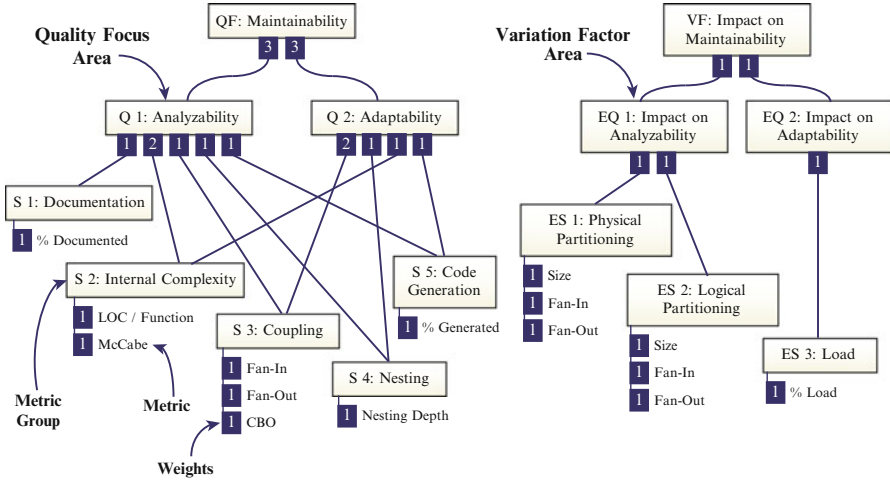 QF: Maintainability
3 3
Quality Focus
Area
Q 1: Analyzability
1 2 1 1 1
Q 2: Adaptability
2 1 1 1
S 1: Documentation
1 % Documented
S 2: Internal Complexity
1 LOC / Function
1 McCabe
S 3: Coupling
1 Fan-In
1 Fan-Out
1 CBO
S 5: Code
Generation
1 % Generated
S 4: Nesting
1 Nesting Depth
Metric
Group
Metric
Weights
VF: Impact on
Maintainability
1 1
Variation Factor
Area
EQ 1: Impact on
Analyzability
1 1
EQ 2: Impact on
Adaptability
1
ES 1: Physical
Partitioning
1 Size
1 Fan-In
1 Fan-Out
ES 2: Logical
Partitioning
1 Size
1 Fan-In
1 Fan-Out
ES 3: Load
1 % Load